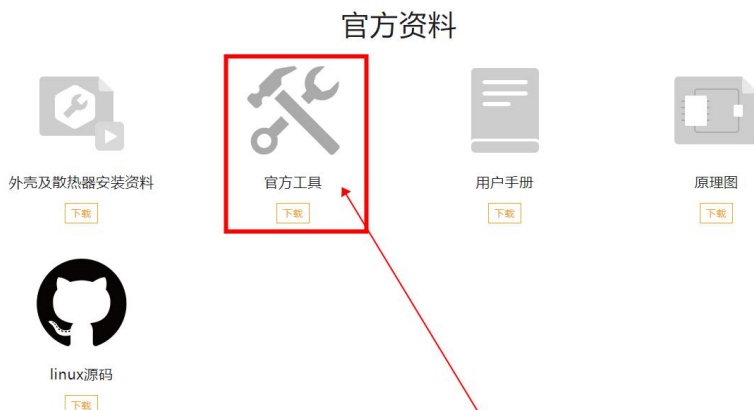 官方资料
外壳及散热器安装资料
官方工具
用户手册
原理图
下载
下载
下载
下载
linux源码
下载